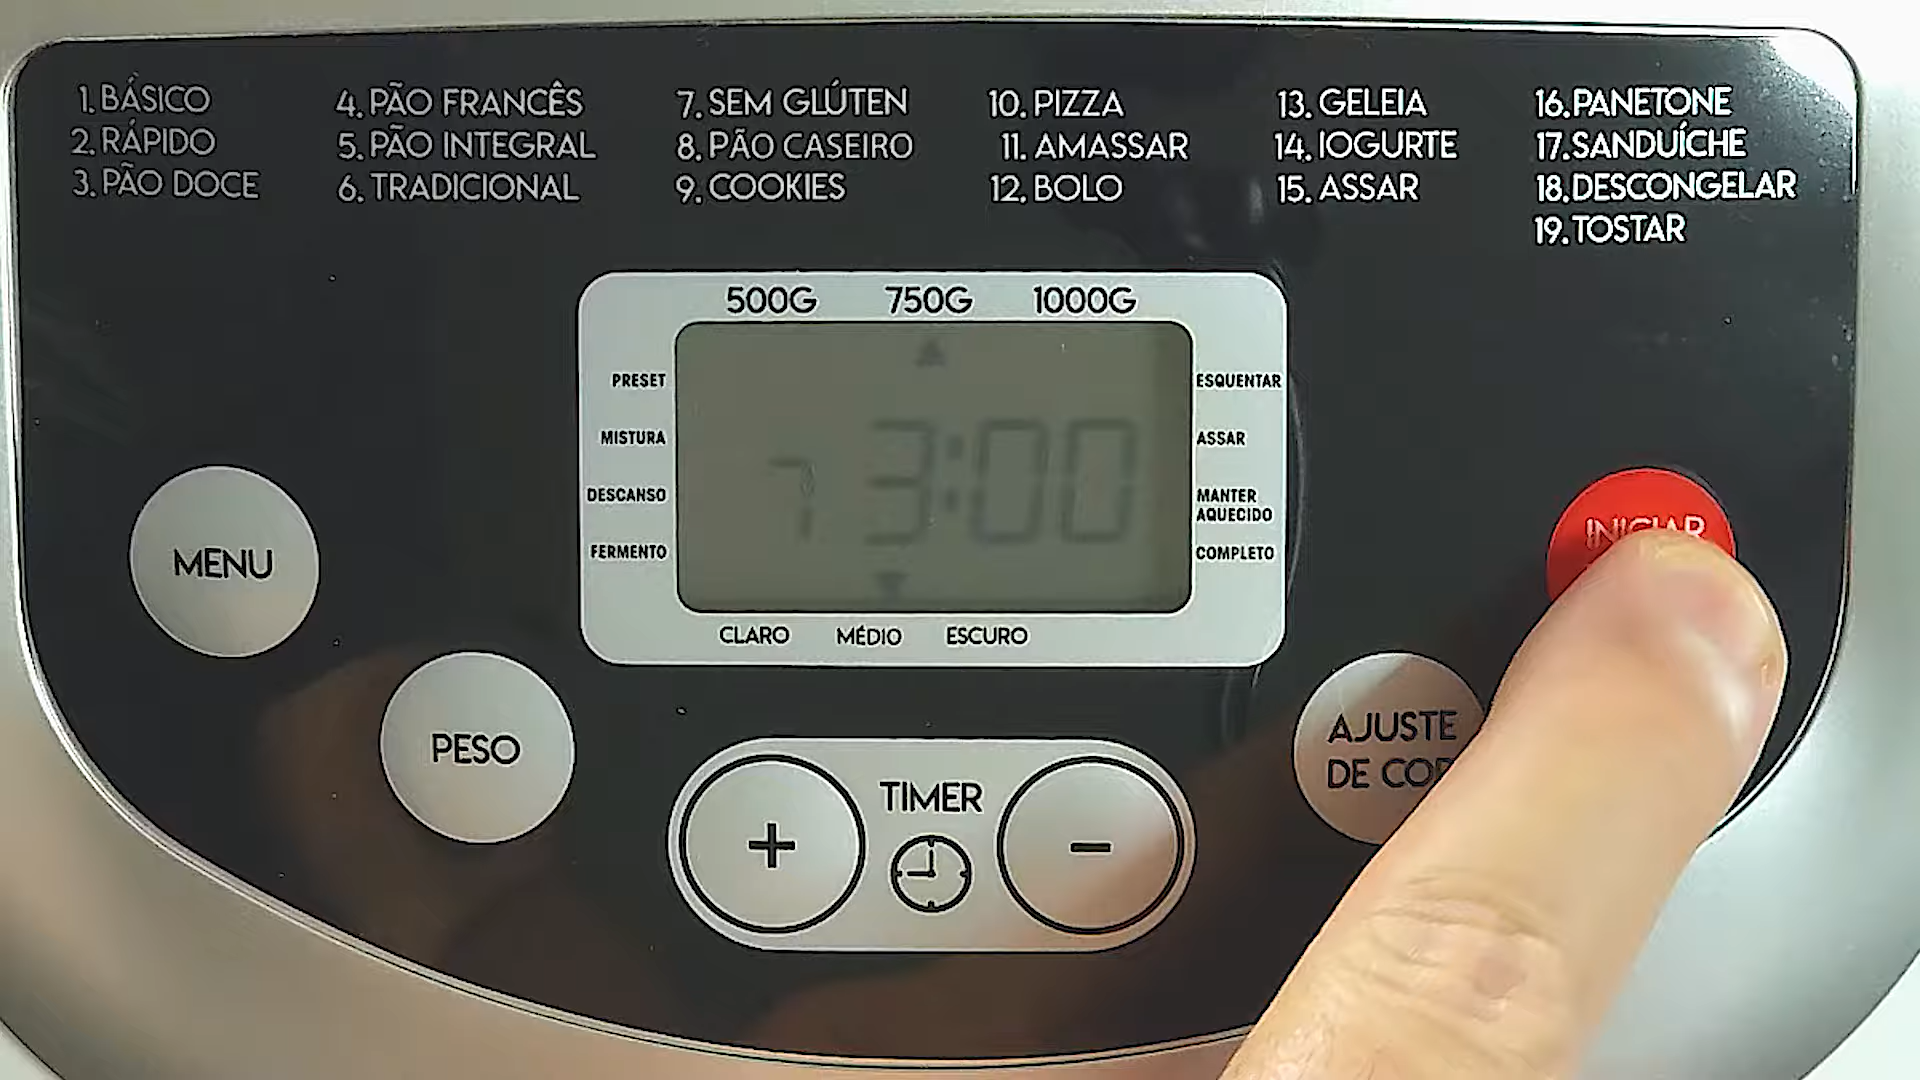 1. BÁSICO
2. RÁPIDO
3. PÃO DOCE
4. PÃO FRANCÊS
5. PÃO INTEGRAL
6. TRADICIONAL
7. SEM GLÚTEN
8. PÃO CASEIRO
9. COOKIES
10. PIZZA
11. AMASSAR
12. BOLO
13. GELEIA
14. IOGURTE
15. ASSAR
16. PANETONE
17. SANDUÍCHE
18. DESCONGELAR
19. TOSTAR
500G 750G 1000G
PRESET
MISTURA
DESCANSO
FERMENTO
7 3:00
ESQUENTAR
ASSAR
MANTER
AQUECIDO
COMPLETO
CLARO MÉDIO ESCURO
MENU
PESO
+ TIMER −
AJUSTE
DE COR
INICIAR